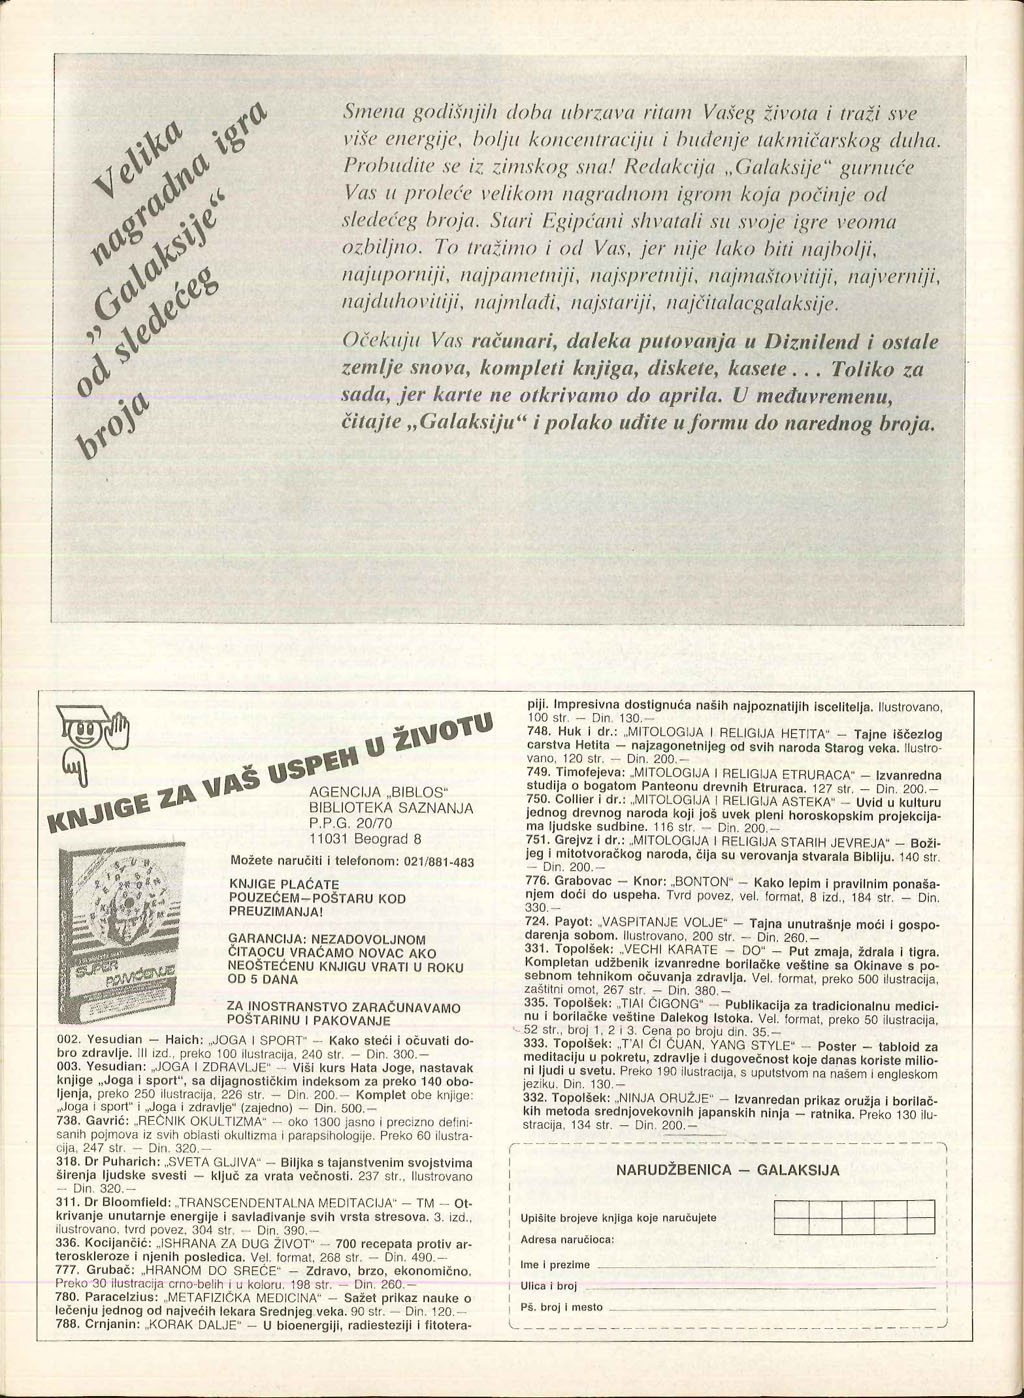 Velika
nagradna igra
„Galaksije“
od sledećeg
broja
Smena godišnjih doba ubrzava ritam Vašeg života i traži sve
više energije, bolju koncentraciju i buđenje takmičarskog duha.
Probudite se iz zimskog sna! Redakcija „Galaksije“ gurnuće
Vas u proleće velikom nagradnom igrom koja počinje od
sledećeg broja. Stari Egipćani shvatali su svoje igre veoma
ozbiljno. To tražimo i od Vas, jer nije lako biti najbolji,
najuporniji, najpametniji, najspretniji, najmaštovitiji, najverniji,
najduhovitiji, najmlađi, najstariji, najčitalacgalaksije.
Očekuju Vas računari, daleka putovanja u Diznilend i ostale
zemlje snova, kompleti knjiga, diskete, kasete . . . Toliko za
sada, jer karte ne otkrivamo do aprila. U međuvremenu,
čitajte „Galaksiju“ i polako uđite u formu do narednog broja.
KNJIGE ZA VAŠ USPEH U ŽIVOTU
AGENCIJA „BIBLOS“
BIBLIOTEKA SAZNANJA
P.P.G. 20/70
11031 Beograd 8
Možete naručiti i telefonom: 021/881-483
KNJIGE PLAĆATE
POUZEĆEM—POŠTARU KOD
PREUZIMANJA!
GARANCIJA: NEZADOVOLJNOM
ČITAOCU VRAĆAMO NOVAC AKO
NEOŠTEĆENU KNJIGU VRATI U ROKU
OD 5 DANA
ZA INOSTRANSTVO ZARAČUNAVAMO
POŠTARINU I PAKOVANJE
SUPER
002. Yesudian — Haich: „JOGA I SPORT“ — Kako steći i očuvati do-
bro zdravlje. III izd., preko 100 ilustracija, 240 str. — Din. 300.—
003. Yesudian: „JOGA I ZDRAVLJE“ — Viši kurs Hata Joge, nastavak
knjige „Joga i sport“, sa dijagnostičkim indeksom za preko 140 obo-
ljenja, preko 250 ilustracija, 226 str. — Din. 200.— Komplet obe knjige:
„Joga i sport“ i „Joga i zdravlje“ (zajedno) — Din. 500.—
738. Gavrić: „REČNIK OKULTIZMA“ — oko 1300 jasno i precizno defini-
sanih pojmova iz svih oblasti okultizma i parapsihologije. Preko 60 ilustra-
cija, 247 str. — Din. 320.—
318. Dr Puharich: „SVETA GLJIVA“ — Biljka s tajanstvenim svojstvima
širenja ljudske svesti — ključ za vrata večnosti. 237 str., Ilustrovano
— Din. 320.—
311. Dr Bloomfield: „TRANSCENDENTALNA MEDITACIJA“ — TM — Ot-
krivanje unutarnje energije i savlađivanje svih vrsta stresova. 3. izd.,
ilustrovano, tvrd povez, 304 str. — Din. 390.—
336. Kocijančić: „ISHRANA ZA DUG ŽIVOT“ — 700 recepata protiv ar-
teroskleroze i njenih posledica. Vel. format, 268 str. — Din. 490.—
777. Grubač: „HRANOM DO SREĆE“ — Zdravo, brzo, ekonomično.
Preko 30 ilustracija crno-belih i u koloru. 198 str. — Din. 260.—
780. Paracelzius: „METAFIZIČKA MEDICINA“ — Sažet prikaz nauke o
lečenju jednog od najvećih lekara Srednjeg veka. 90 str. — Din. 120.—
788. Crnjanin: „KORAK DALJE“ — U bioenergiji, radiesteziji i fitotera-
piji. Impresivna dostignuća naših najpoznatijih iscelitelja. Ilustrovano,
100 str. — Din. 130.—
748. Huk i dr.: „MITOLOGIJA I RELIGIJA HETITA“ — Tajne iščezlog
carstva Hetita — najzagonetnijeg od svih naroda Starog veka. Ilustro-
vano, 120 str. — Din. 200.—
749. Timofejeva: „MITOLOGIJA I RELIGIJA ETRURACA“ — Izvanredna
studija o bogatom Panteonu drevnih Etruraca. 127 str. — Din. 200.—
750. Collier i dr.: „MITOLOGIJA I RELIGIJA ASTEKA“ — Uvid u kulturu
jednog drevnog naroda koji još uvek pleni horoskopskim projekcija-
ma ljudske sudbine. 116 str. — Din. 200.—
751. Grejvz i dr.: „MITOLOGIJA I RELIGIJA STARIH JEVREJA“ — Boži-
jeg i mitotvoračkog naroda, čija su verovanja stvarala Bibliju. 140 str.
— Din. 200.—
776. Grabovac — Knor: „BONTON“ — Kako lepim i pravilnim ponaša-
njem doći do uspeha. Tvrd povez, vel. format, 8 izd., 184 str. — Din.
330.—
724. Payot: „VASPITANJE VOLJE“ — Tajna unutrašnje moći i gospo-
darenja sobom. Ilustrovano, 200 str. — Din. 260.—
331. Topolšek: „VECHI KARATE — DO“ — Put zmaja, ždrala i tigra.
Kompletan udžbenik izvanredne borilačke veštine sa Okinave s po-
sebnom tehnikom očuvanja zdravlja. Vel. format, preko 500 ilustracija,
zaštitni omot, 267 str. — Din. 380.—
335. Topolšek: „TIAI ČIGONG“ — Publikacija za tradicionalnu medici-
nu i borilačke veštine Dalekog Istoka. Vel. format, preko 50 ilustracija,
52 str., broj 1, 2 i 3. Cena po broju din. 35.—
333. Topolšek: „T'AI ČI ČUAN, YANG STYLE“ — Poster — tabloid za
meditaciju u pokretu, zdravlje i dugovečnost koje danas koriste milio-
ni ljudi u svetu. Preko 190 ilustracija, s uputstvom na našem i engleskom
jeziku. Din. 130.—
332. Topolšek: „NINJA ORUŽJE“ — Izvanredan prikaz oružja i borilač-
kih metoda srednjovekovnih japanskih ninja — ratnika. Preko 130 ilu-
stracija, 134 str. — Din. 200.—
NARUDŽBENICA — GALAKSIJA
Upišite brojeve knjiga koje naručujete
Adresa naručioca:
Ime i prezime
Ulica i broj
Pš. broj i mesto